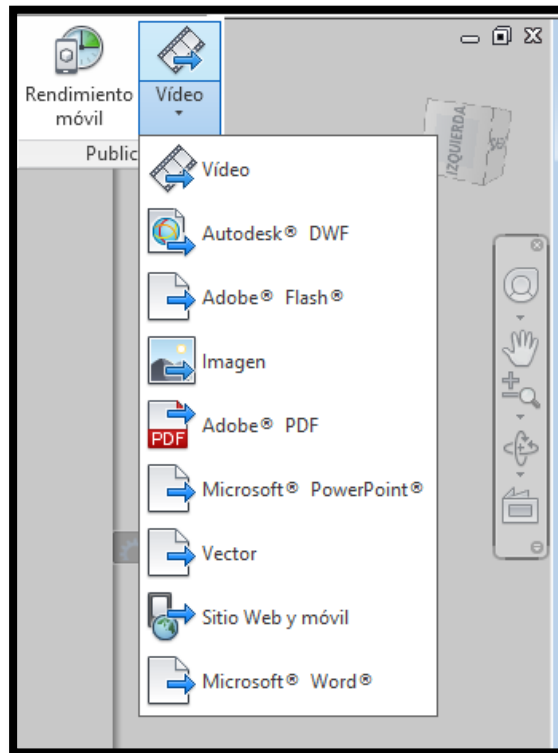 Rendimiento
móvil
Vídeo
Public
IZQUIERDA
Vídeo
Autodesk® DWF
Adobe® Flash®
Imagen
PDF
Adobe® PDF
Microsoft® PowerPoint®
Vector
Sitio Web y móvil
Microsoft® Word®